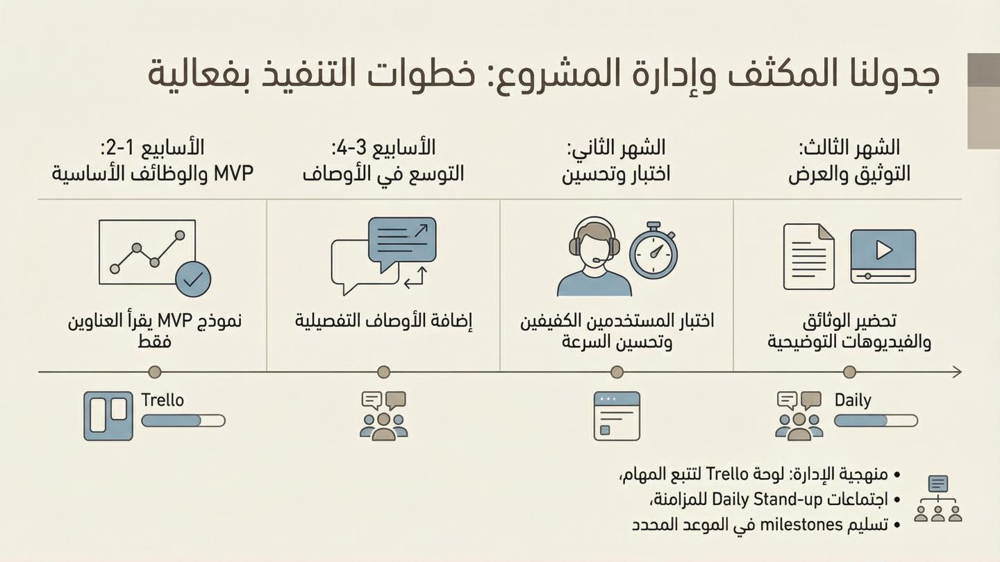 جدولنا المكثف وإدارة المشروع: خطوات التنفيذ بفعالية
الأسابيع 1-2:
MVP والوظائف الأساسية
نموذج MVP يقرأ العناوين
فقط
الأسابيع 3-4:
التوسع في الأوصاف
إضافة الأوصاف التفصيلية
الشهر الثاني:
اختبار وتحسين
اختبار المستخدمين الكفيفين
وتحسين السرعة
الشهر الثالث:
التوثيق والعرض
تحضير الوثائق
والفيديوهات التوضيحية
Trello
Daily
• منهجية الإدارة: لوحة Trello لتتبع المهام،
• اجتماعات Daily Stand-up للمزامنة،
• تسليم milestones في الموعد المحدد